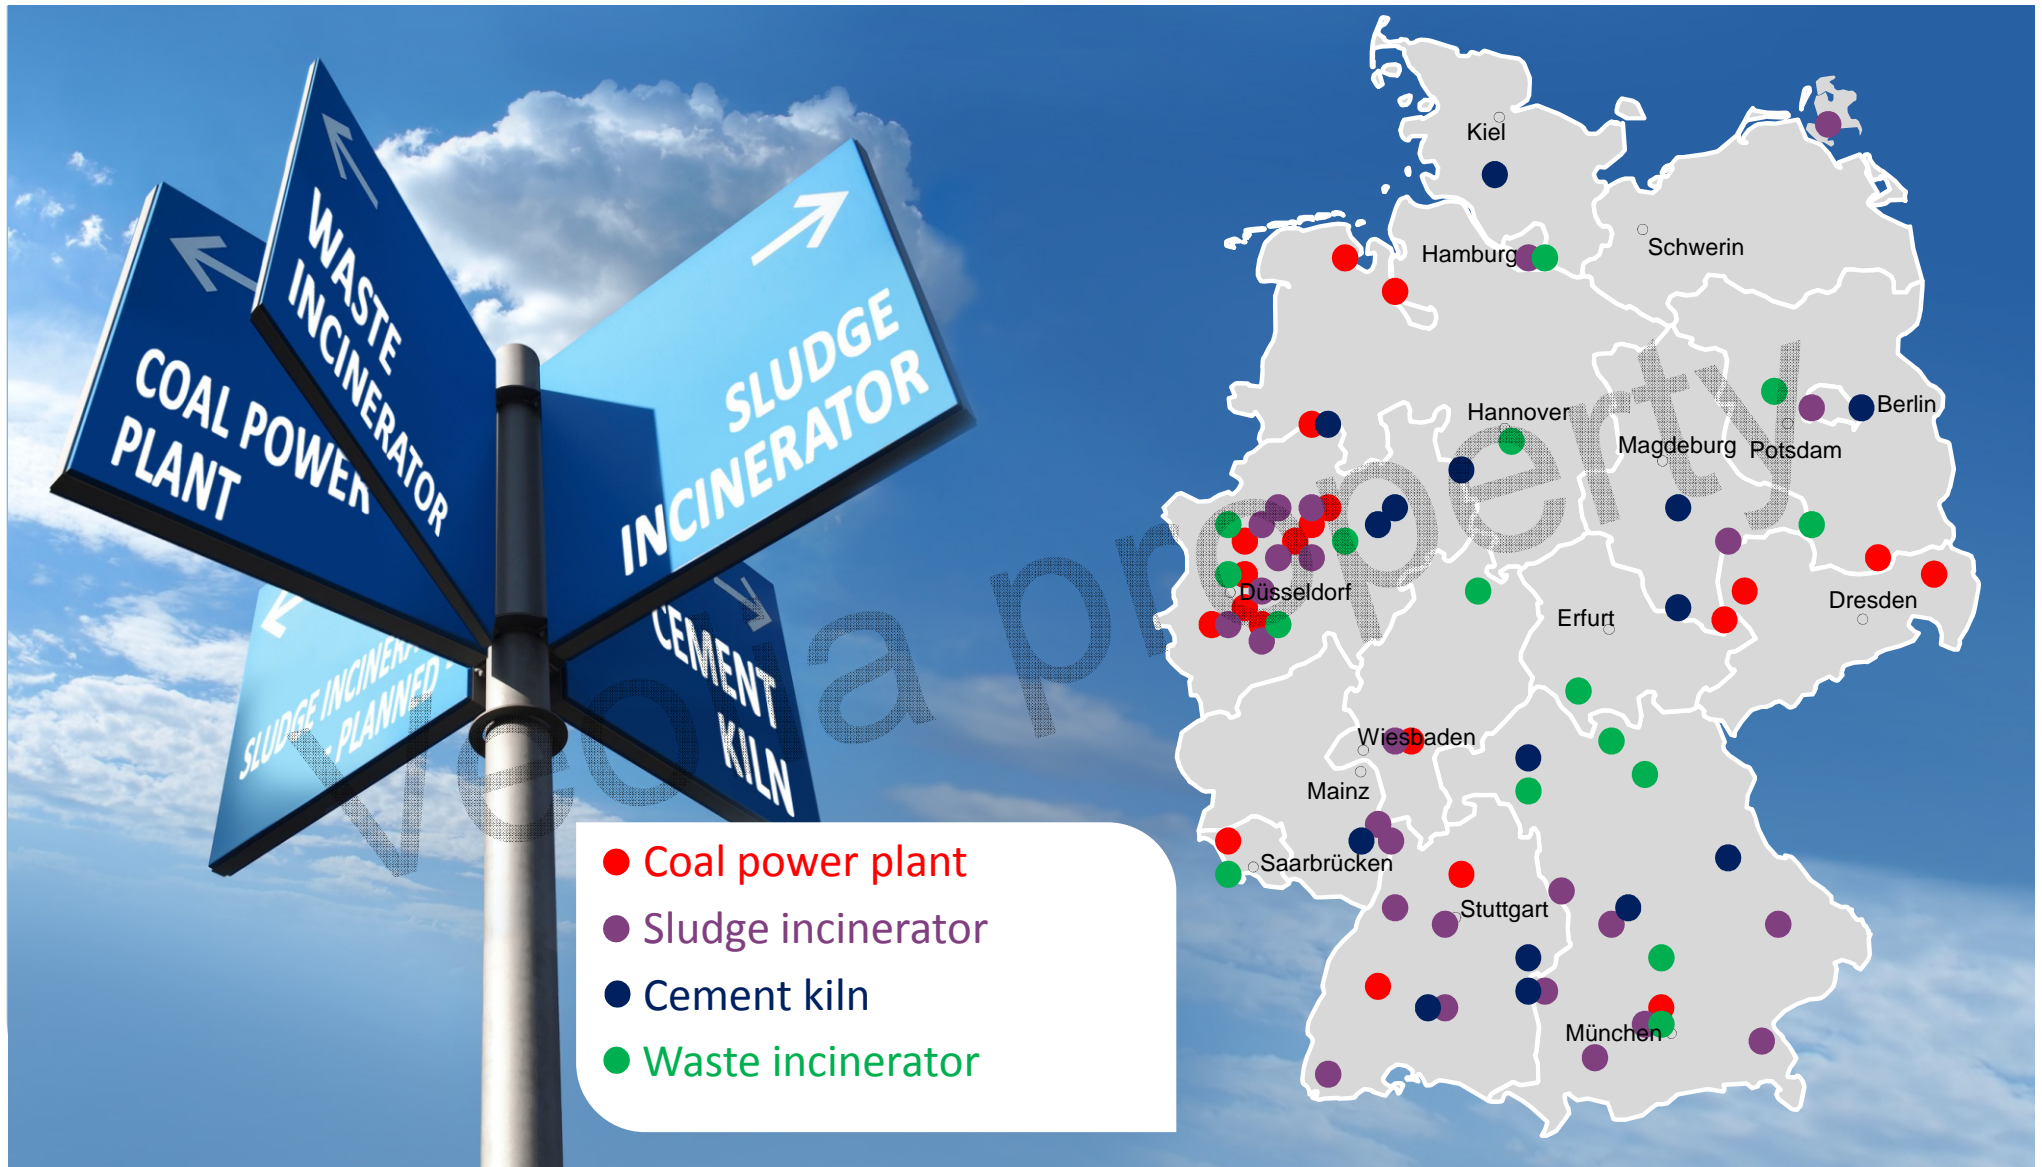 COAL POWER
PLANT
WASTE
INCINERATOR
SLUDGE
INCINERATOR
SLUDGE
PLANNED
CEMENT
KILN
Coal power plant
Sludge incinerator
Cement kiln
Waste incinerator
Kiel
Schwerin
Hamburg
Hannover
Berlin
Magdeburg
Potsdam
Düsseldorf
Erfurt
Dresden
Wiesbaden
Mainz
Saarbrücken
Stuttgart
München
Veolia property